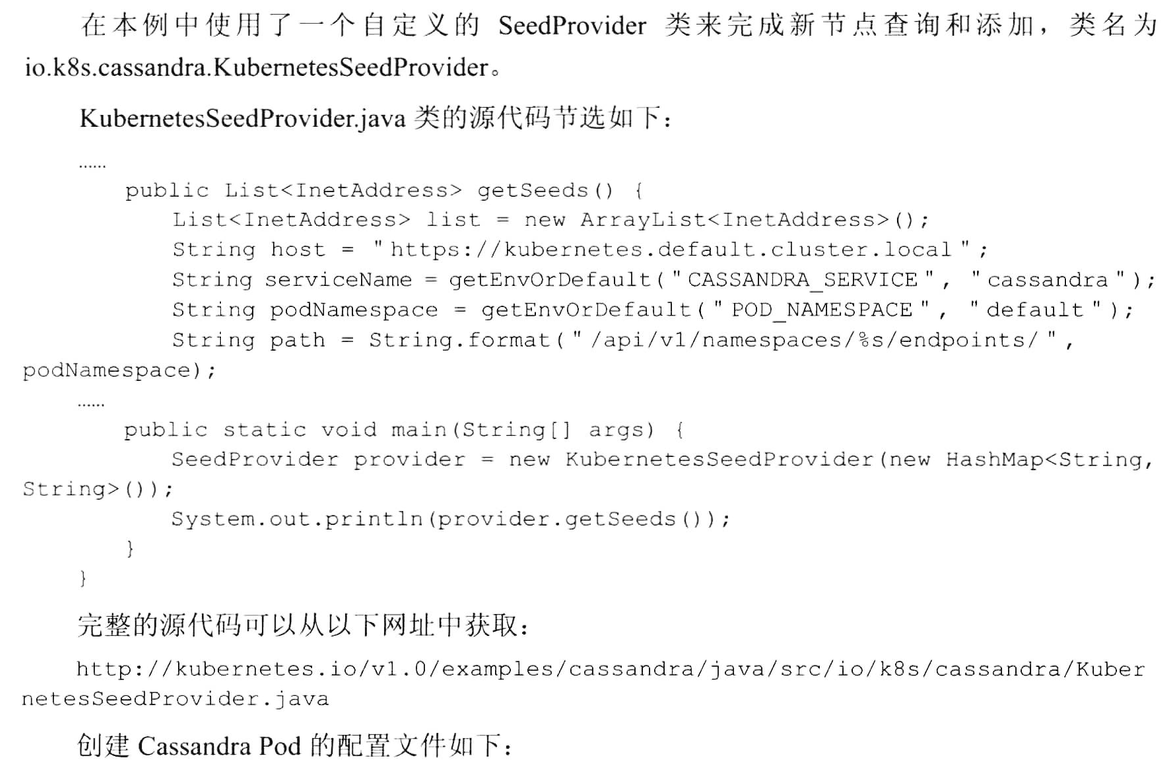 在本例中使用了一个自定义的 SeedProvider 类来完成新节点查询和添加，类名为
io.k8s.cassandra.KubernetesSeedProvider。
KubernetesSeedProvider.java 类的源代码节选如下：
……
public List<InetAddress> getSeeds() {
List<InetAddress> list = new ArrayList<InetAddress>();
String host = "https://kubernetes.default.cluster.local";
String serviceName = getEnvOrDefault("CASSANDRA_SERVICE", "cassandra");
String podNamespace = getEnvOrDefault("POD_NAMESPACE", "default");
String path = String.format("/api/v1/namespaces/%s/endpoints/",
podNamespace);
……
public static void main(String[] args) {
SeedProvider provider = new KubernetesSeedProvider(new HashMap<String,
String>());
System.out.println(provider.getSeeds());
}
}
完整的源代码可以从以下网址中获取：
http://kubernetes.io/v1.0/examples/cassandra/java/src/io/k8s/cassandra/Kuber
netesSeedProvider.java
创建 Cassandra Pod 的配置文件如下：